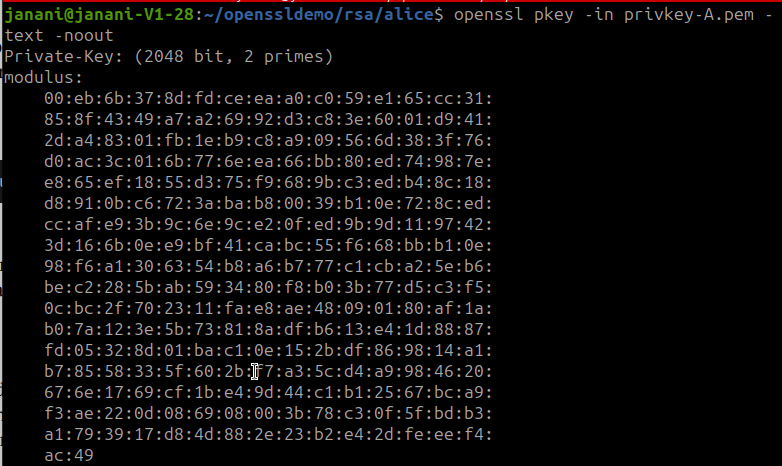 janani@janani-V1-28:~/openssldemo/rsa/alice$ openssl pkey -in privkey-A.pem -
text -noout
Private-Key: (2048 bit, 2 primes)
modulus:
    00:eb:6b:37:8d:fd:ce:ea:a0:c0:59:e1:65:cc:31:
    85:8f:43:49:a7:a2:69:92:d3:c8:3e:60:01:d9:41:
    2d:a4:83:01:fb:1e:b9:c8:a9:09:56:6d:38:3f:76:
    d0:ac:3c:01:6b:77:6e:ea:66:bb:80:ed:74:98:7e:
    e8:65:ef:18:55:d3:75:f9:68:9b:c3:ed:b4:8c:18:
    d8:91:0b:c6:72:3a:ba:b8:00:39:b1:0e:72:8c:ed:
    cc:af:e9:3b:9c:6e:9c:e2:0f:ed:9b:9d:11:97:42:
    3d:16:6b:0e:e9:bf:41:ca:bc:55:f6:68:bb:b1:0e:
    98:f6:a1:30:63:54:b8:a6:b7:77:c1:cb:a2:5e:b6:
    be:c2:28:5b:ab:59:34:80:f8:b0:3b:77:d5:c3:f5:
    0c:bc:2f:70:23:11:fa:e8:ae:48:09:01:80:af:1a:
    b0:7a:12:3e:5b:73:81:8a:df:b6:13:e4:1d:88:87:
    fd:05:32:8d:01:ba:c1:0e:15:2b:df:86:98:14:a1:
    b7:85:58:33:5f:60:2b:f7:a3:5c:d4:a9:98:46:20:
    67:6e:17:69:cf:1b:e4:9d:44:c1:b1:25:67:bc:a9:
    f3:ae:22:0d:08:69:08:00:3b:78:c3:0f:5f:bd:b3:
    a1:79:39:17:d8:4d:88:2e:23:b2:e4:2d:fe:ee:f4:
    ac:49